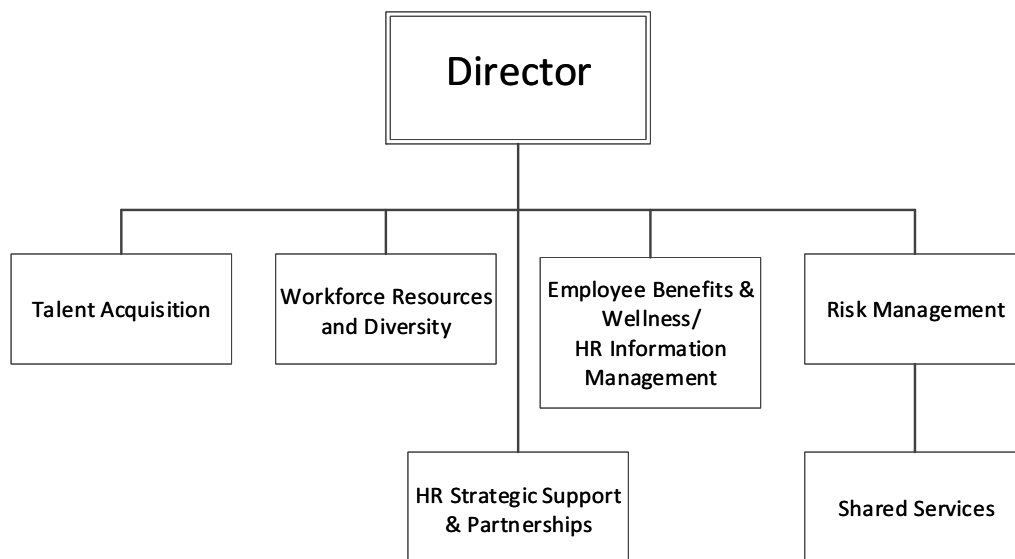 Director
Talent Acquisition
Workforce Resources
and Diversity
Employee Benefits &
Wellness/
HR Information
Management
Risk Management
HR Strategic Support
& Partnerships
Shared Services